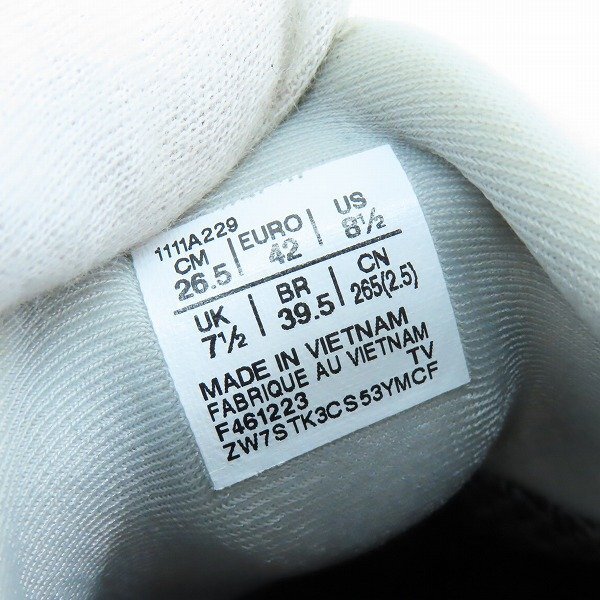 1111A229
CM | EURO | US
26.5 | 42 | 8½
UK | BR | CN
7½ | 39.5 | 265(2.5)
MADE IN VIETNAM
FABRIQUE AU VIETNAM
F461223 TV
ZW7STK3CS53YMCF